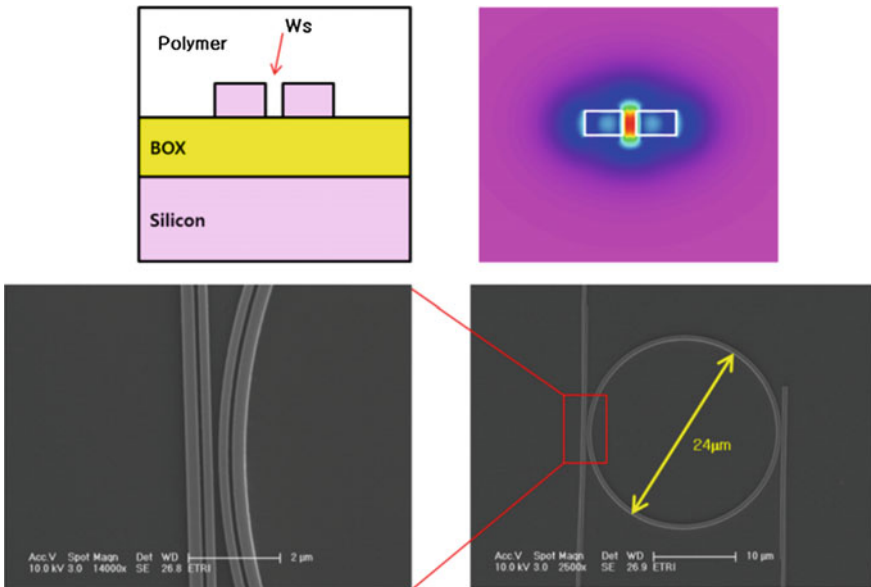 Ws
Polymer
BOX
Silicon
24μm
Acc.V Spot Magn Det WD
10.0 kV 3.0 14000x SE 26.8 ETRI
2 μm
Acc.V Spot Magn Det WD
10.0 kV 3.0 2500x SE 26.9 ETRI
10 μm